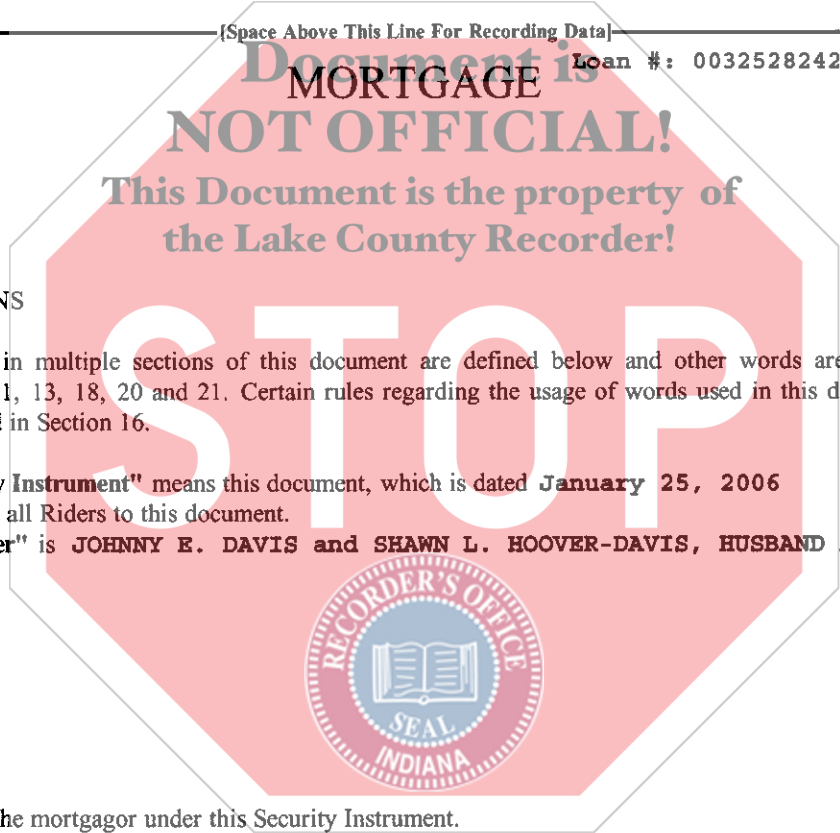 [Space Above This Line For Recording Data]
Loan #: 0032528242
Document is
MORTGAGE
NOT OFFICIAL!
This Document is the property of
the Lake County Recorder!
NS
in multiple sections of this document are defined below and other words are
1, 13, 18, 20 and 21. Certain rules regarding the usage of words used in this d
in Section 16.
STOP
Instrument" means this document, which is dated January 25, 2006
all Riders to this document.
er" is JOHNNY E. DAVIS and SHAWN L. HOOVER-DAVIS, HUSBAND
RECORDER'S OFFICE
SEAL
INDIANA
he mortgagor under this Security Instrument.